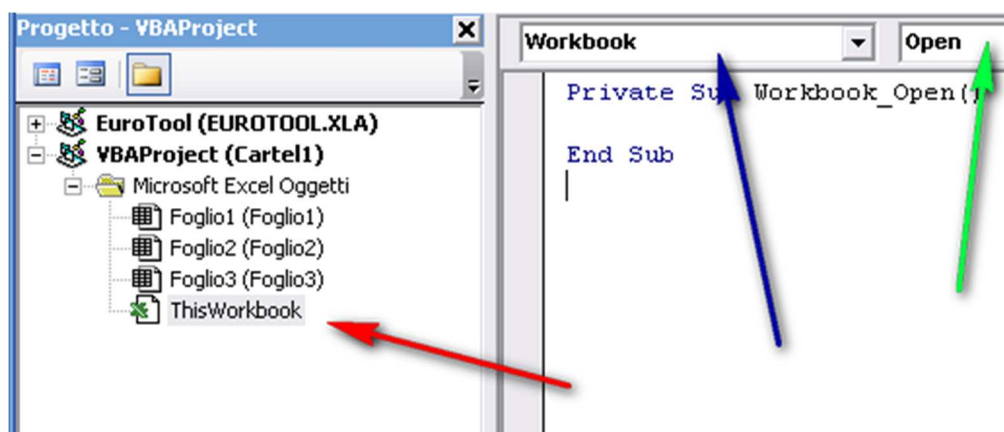 Progetto - VBAProject
EuroTool (EUROTOOL.XLA)
VBAProject (Cartel1)
Microsoft Excel Oggetti
Foglio1 (Foglio1)
Foglio2 (Foglio2)
Foglio3 (Foglio3)
ThisWorkbook
Workbook
Open
Private Sub Workbook_Open()
End Sub